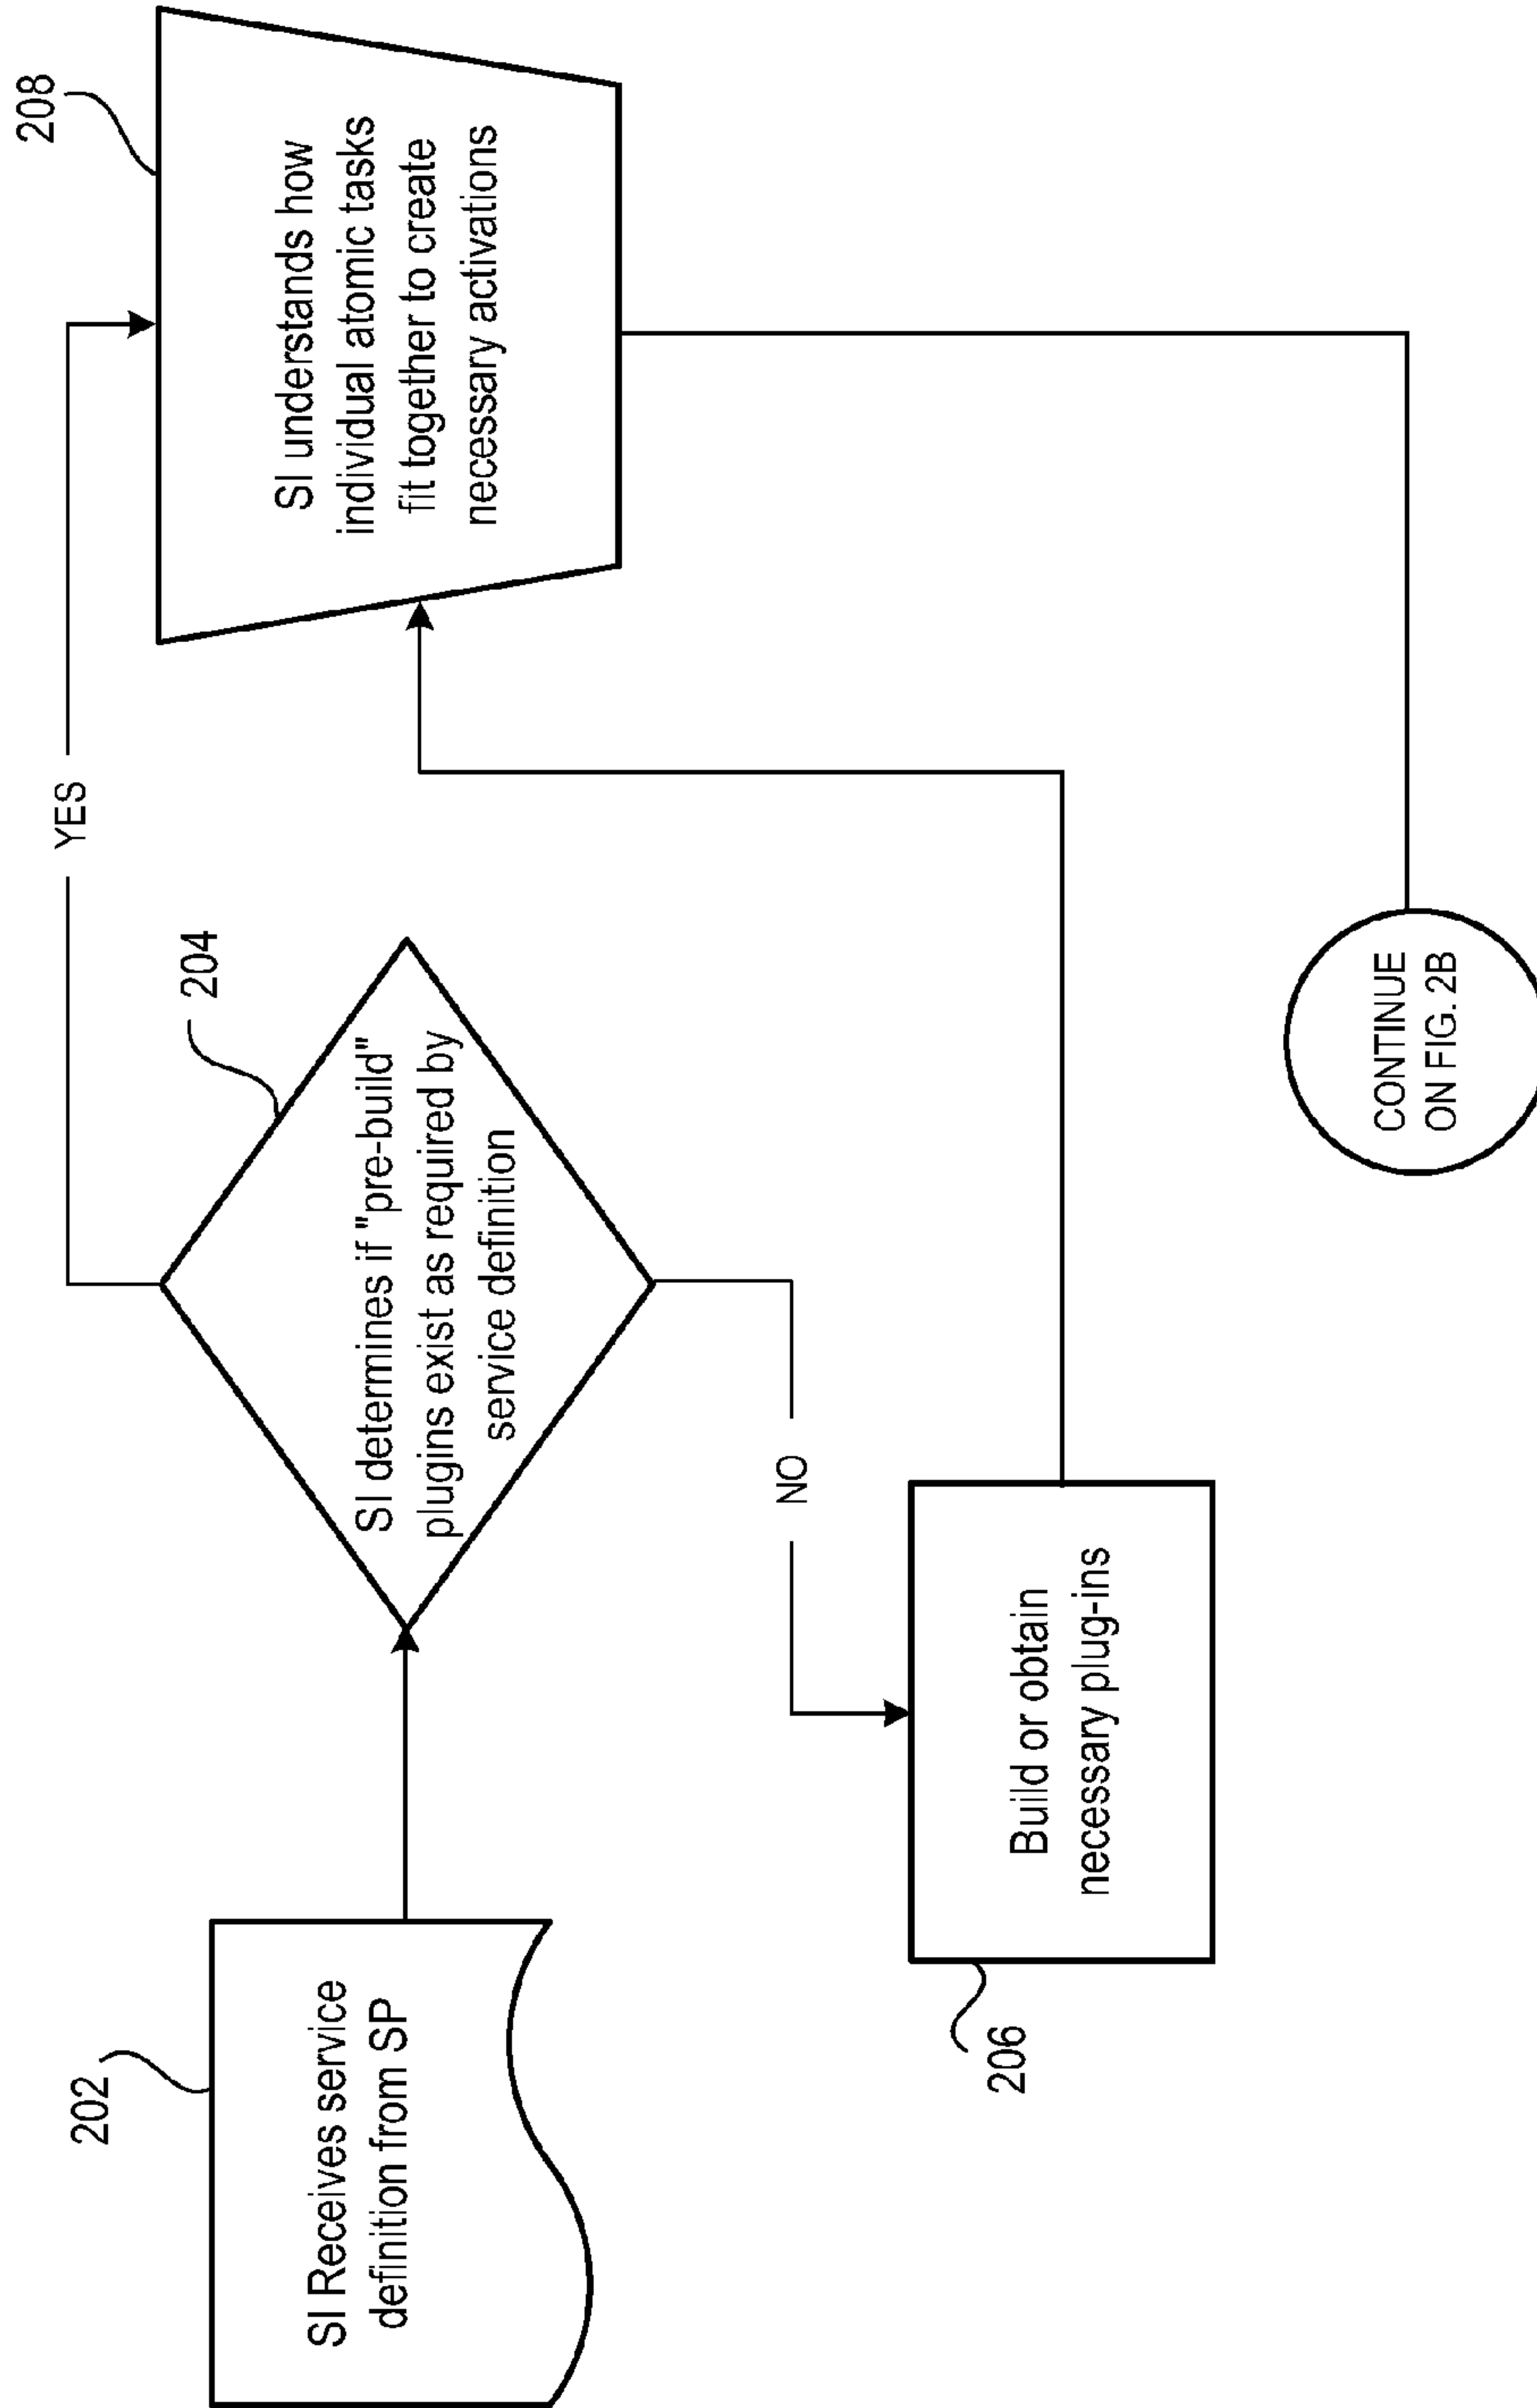 202
SI Receives service
definition from SP
204
SI determines if "pre-build"
plugins exist as required by
service definition
YES
NO
206
Build or obtain
necessary plug-ins
208
SI understands how
individual atomic tasks
fit together to create
necessary activations
CONTINUE
ON FIG. 2B